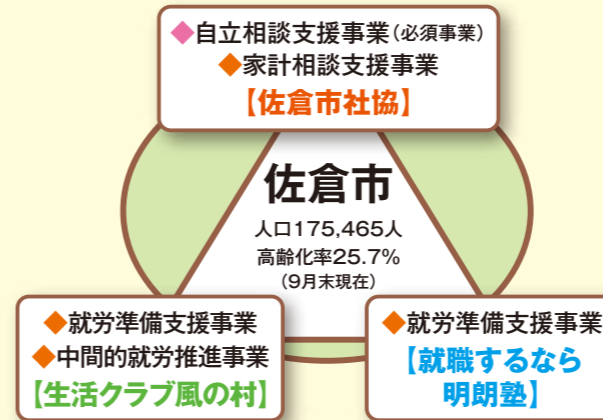 ◆自立相談支援事業(必須事業)
◆家計相談支援事業
【佐倉市社協】
佐倉市
人口175,465人
高齢化率25.7%
(9月末現在)
◆就労準備支援事業
◆中間的就労推進事業
【生活クラブ風の村】
◆就労準備支援事業
【就職するなら
明朗塾】